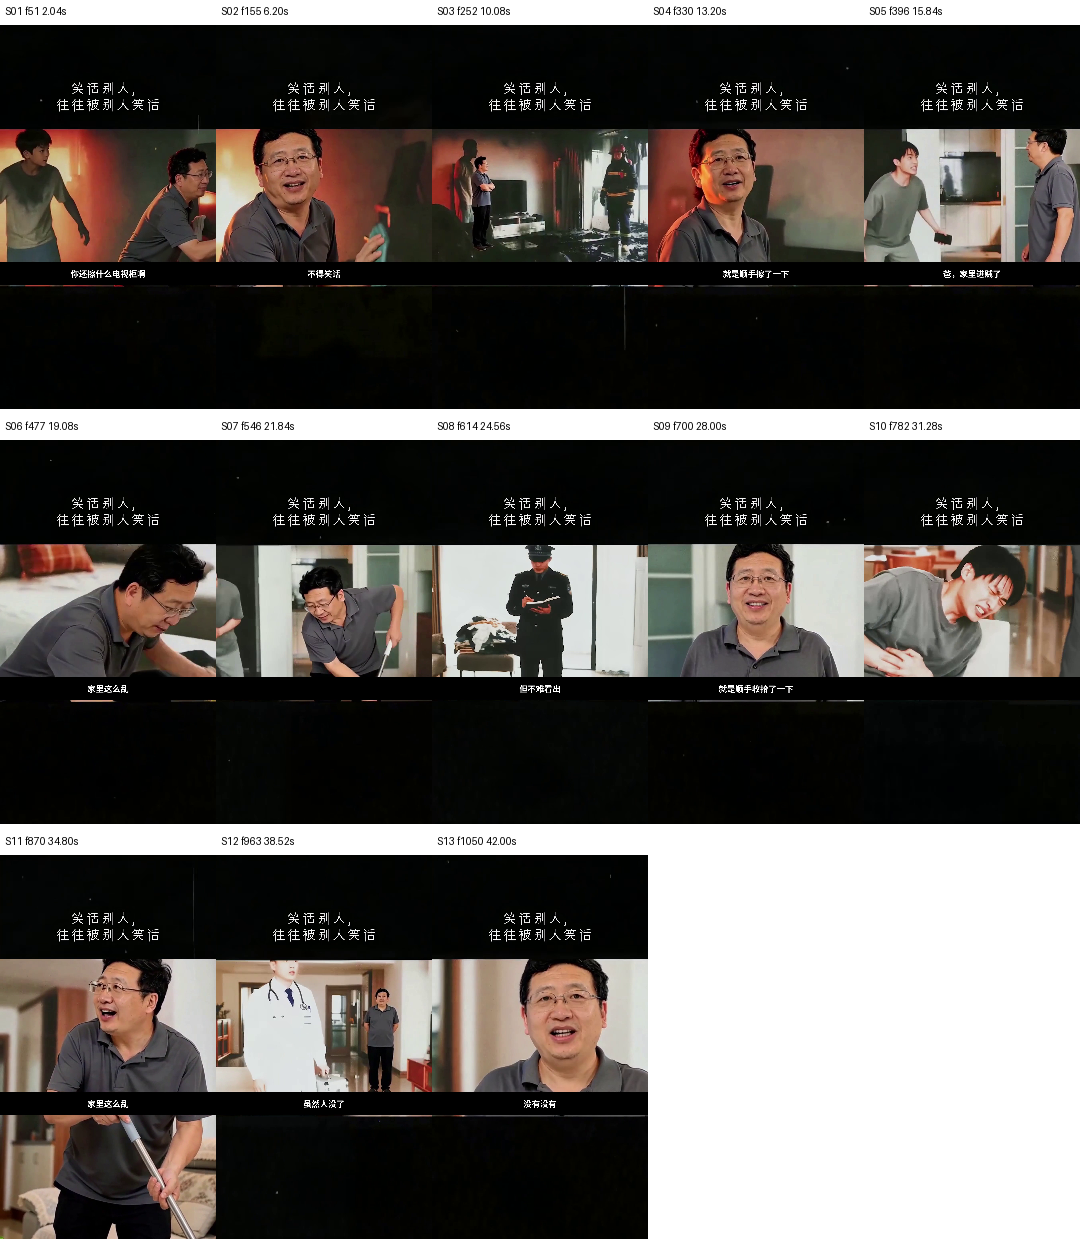 S01 f51 2.04s
笑话别人,
往往被别人笑话
你还擦什么电视柜啊
S02 f155 6.20s
笑话别人,
往往被别人笑话
不得笑话
S03 f252 10.08s
笑话别人,
往往被别人笑话
S04 f330 13.20s
笑话别人,
往往被别人笑话
就是顺手擦了一下
S05 f396 15.84s
笑话别人,
往往被别人笑话
爸，家里进贼了
S06 f477 19.08s
笑话别人,
往往被别人笑话
家里这么乱
S07 f546 21.84s
笑话别人,
往往被别人笑话
S08 f614 24.56s
笑话别人,
往往被别人笑话
但不难看出
S09 f700 28.00s
笑话别人,
往往被别人笑话
就是顺手收拾了一下
S10 f782 31.28s
笑话别人,
往往被别人笑话
S11 f870 34.80s
笑话别人,
往往被别人笑话
家里这么乱
S12 f963 38.52s
笑话别人,
往往被别人笑话
虽然人没了
S13 f1050 42.00s
笑话别人,
往往被别人笑话
没有没有